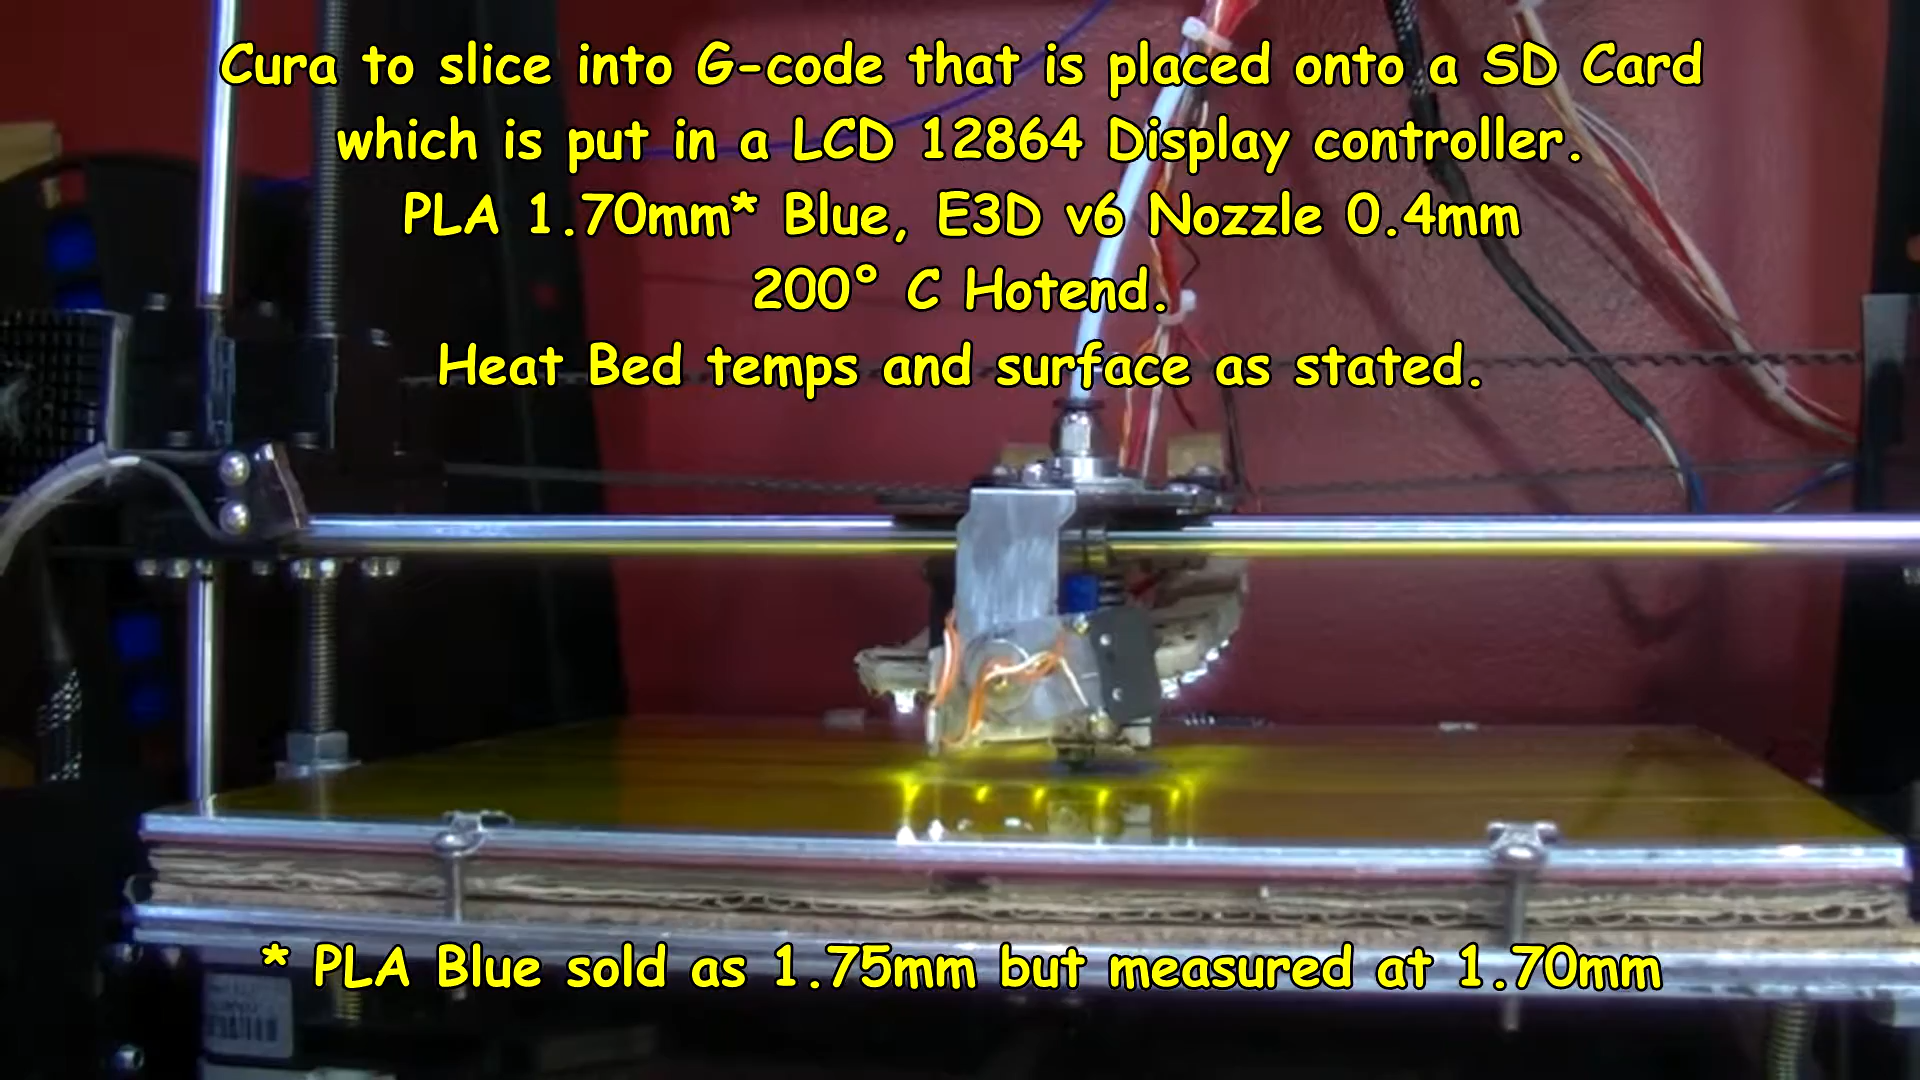 Cura to slice into G-code that is placed onto a SD Card
which is put in a LCD 12864 Display controller.
PLA 1.70mm* Blue, E3D v6 Nozzle 0.4mm
200° C Hotend.
Heat Bed temps and surface as stated.
* PLA Blue sold as 1.75mm but measured at 1.70mm